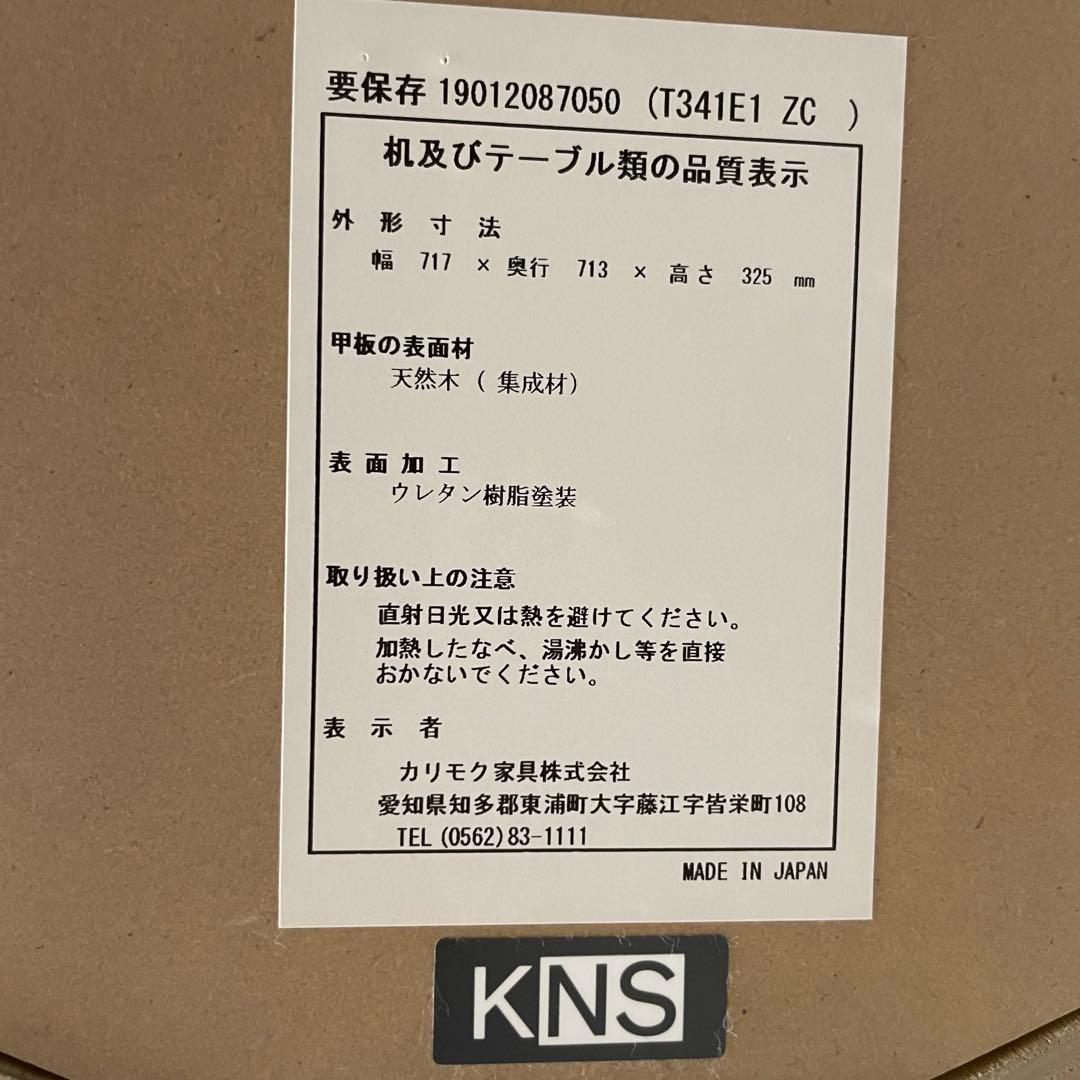 要保存 19012087050 (T341E1 ZC )
机及びテーブル類の品質表示
外形寸法
幅 717 × 奥行 713 × 高さ 325 mm
甲板の表面材
天然木 ( 集成材)
表面加工
ウレタン樹脂塗装
取り扱い上の注意
直射日光又は熱を避けてください。
加熱したなべ、湯沸かし等を直接
おかないでください。
表示者
カリモク家具株式会社
愛知県知多郡東浦町大字藤江字皆栄町108
TEL (0562)83-1111
MADE IN JAPAN
KNS